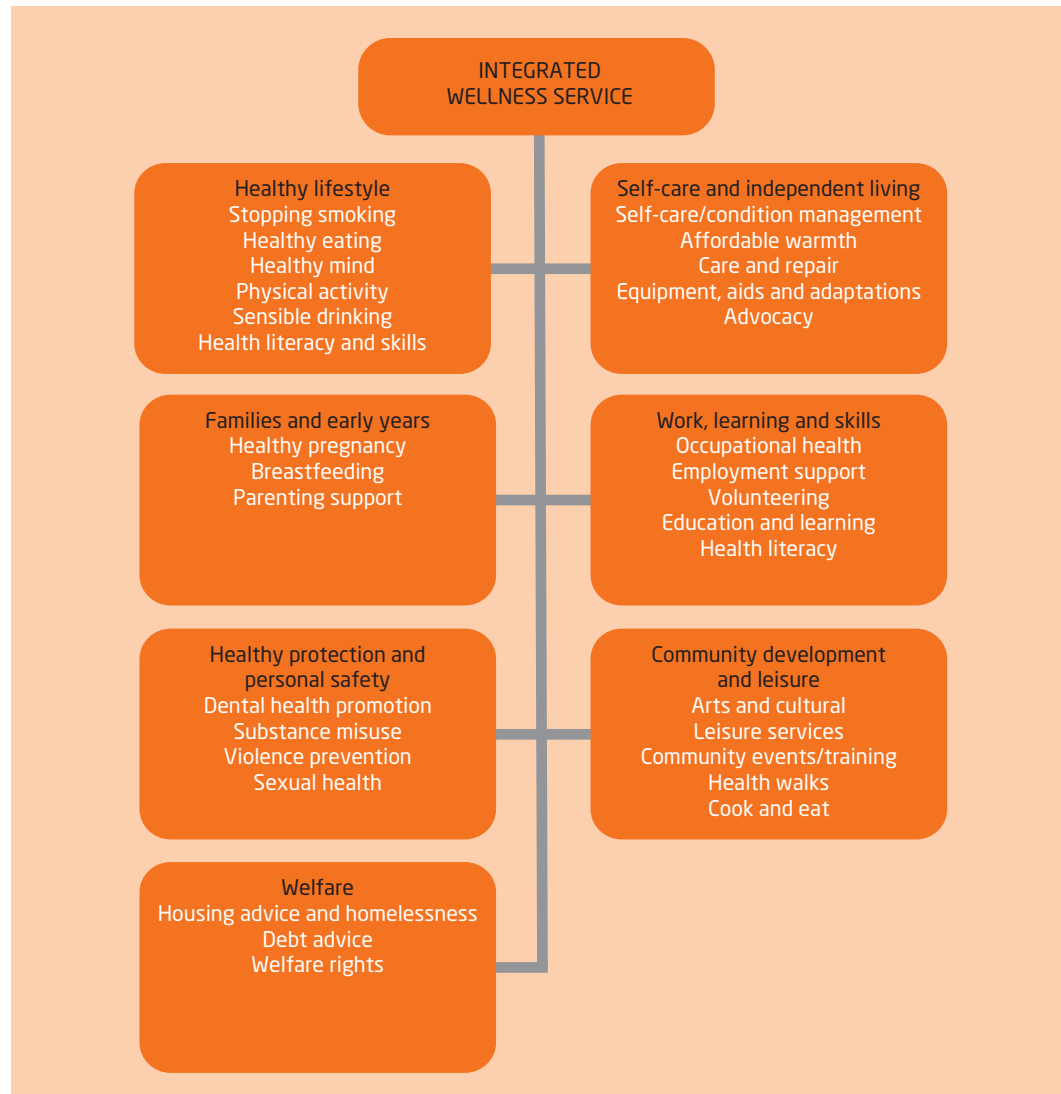 INTEGRATED
WELLNESS SERVICE
Healthy lifestyle
Stopping smoking
Healthy eating
Healthy mind
Physical activity
Sensible drinking
Health literacy and skills
Self-care and independent living
Self-care/condition management
Affordable warmth
Care and repair
Equipment, aids and adaptations
Advocacy
Families and early years
Healthy pregnancy
Breastfeeding
Parenting support
Work, learning and skills
Occupational health
Employment support
Volunteering
Education and learning
Health literacy
Healthy protection and
personal safety
Dental health promotion
Substance misuse
Violence prevention
Sexual health
Community development
and leisure
Arts and cultural
Leisure services
Community events/training
Health walks
Cook and eat
Welfare
Housing advice and homelessness
Debt advice
Welfare rights